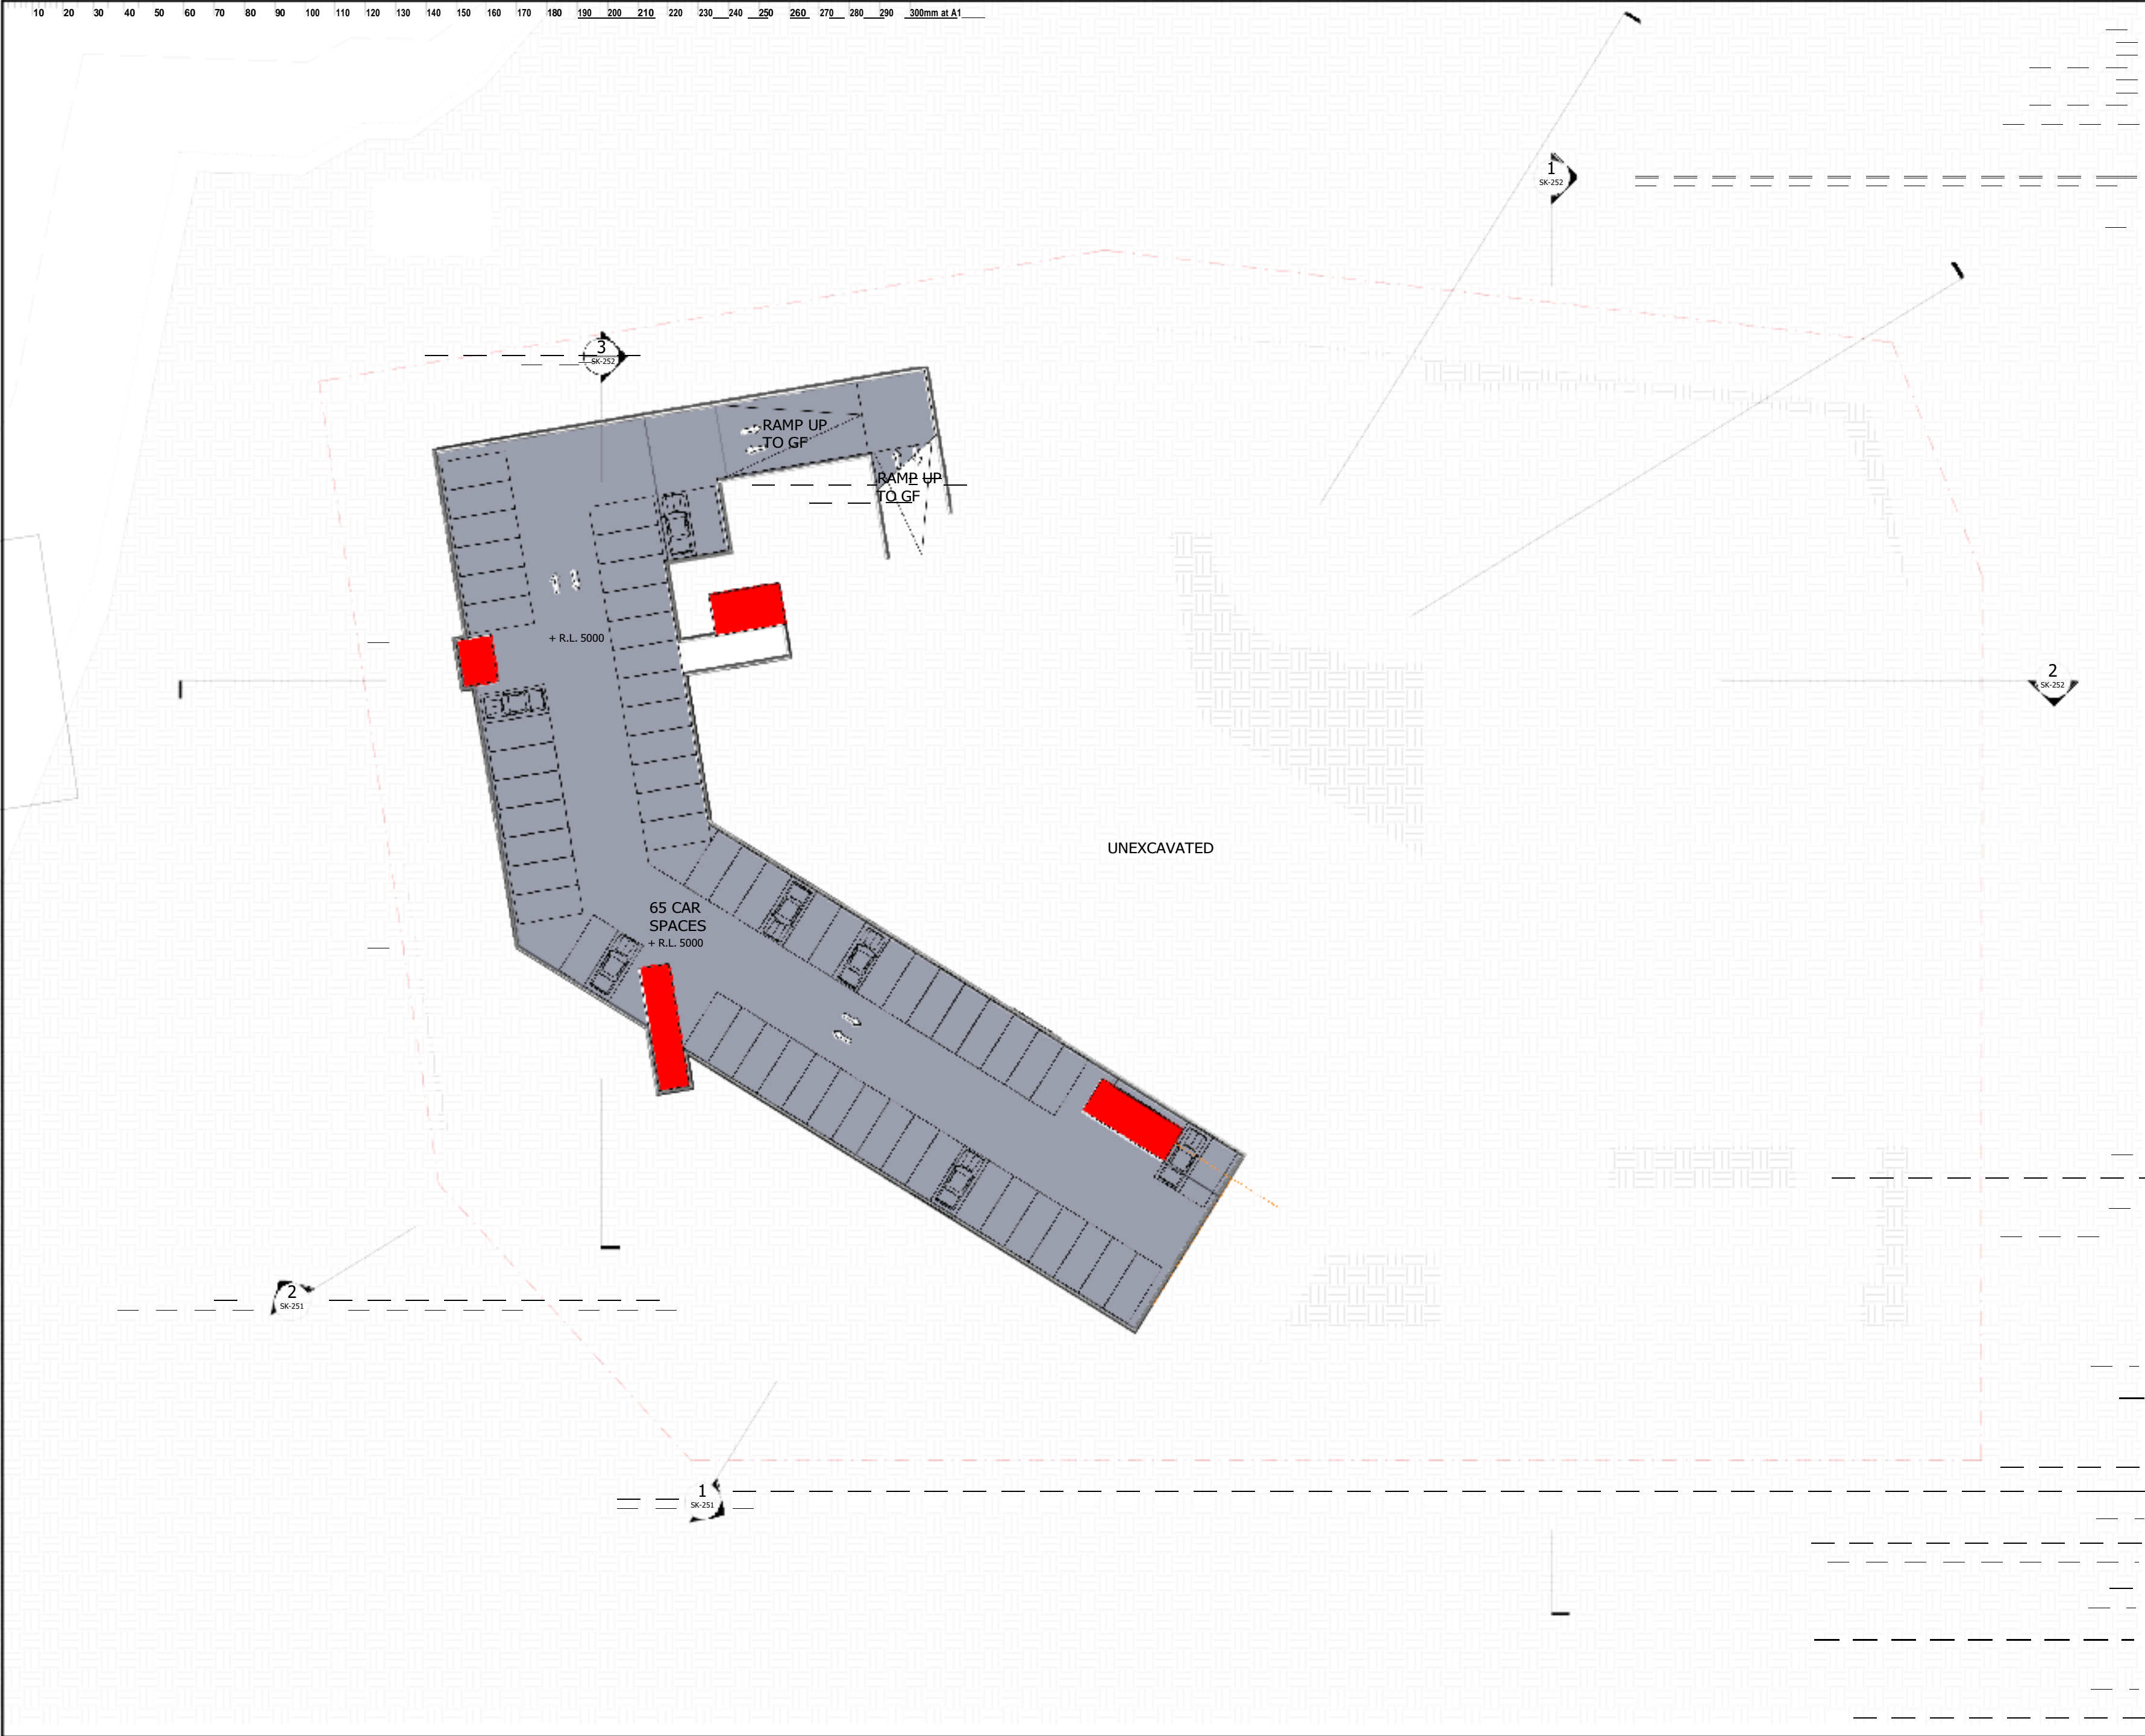 10 20 30 40 50 60 70 80 90 100 110 120 130 140 150 160 170 180 190 200 210 220 230 240 250 260 270 280 290 300mm at A1
1
SK-252
3
SK-252
RAMP UP
TO GF
RAMP UP
TO GF
+ R.L. 5000
2
SK-252
UNEXCAVATED
65 CAR
SPACES
+ R.L. 5000
2
SK-251
1
SK-251